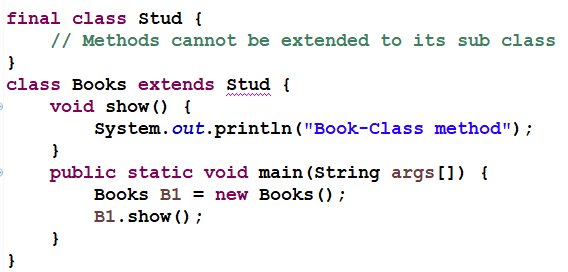 final class Stud {
    // Methods cannot be extended to its sub class
}
class Books extends Stud {
    void show() {
        System.out.println("Book-Class method");
    }
    public static void main(String args[]) {
        Books B1 = new Books();
        B1.show();
    }
}